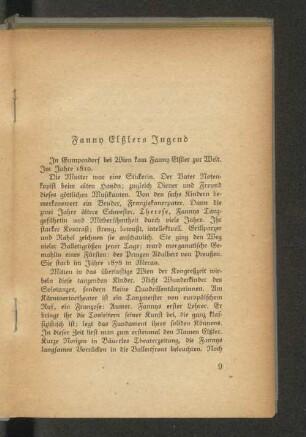 Fanny Elßlers Jugend
In Gumpendorf bei Wien kam Fanny Elßler zur Welt.
Im Jahre 1810.
Die Mutter war eine Stickerin. Der Vater Noten-
kopist beim alten Haydn; zugleich Diener und Freund
dieses göttlichen Musikanten. Von den sechs Kindern be-
merkenswert ein Bruder, Franziskanerpater. Dann die
zwei Jahre ältere Schwester, Therese, Fannys Tanz-
gefährtin und Behüterin durch viele Jahre. Ihr
starker Kontrast; streng, bewußt, intellektuell. Grillparzer
und Rahel zeichnen sie anschaulich. Sie ging den Weg
vieler Ballettgrößen jener Tage; ward morganatische Ge-
mahlin eines Fürsten: des Prinzen Adalbert von Preußen.
Sie starb im Jahre 1878 in Meran.
Mitten in das überlustige Wien der Kongreßzeit wir-
beln diese tanzenden Kinder. Nicht Wunderkinder des
Solotanzes, sondern kleine Quadrillentänzerinnen. Am
Kärntnertortheater ist ein Tanzmeister von europäischem
Ruf, ein Franzose: Aumer. Fannys erster Lehrer. Er
bringt ihr die Tonleitern seiner Kunst bei, die ganz klas-
sizistisch ist; legt das Fundament ihres soliden Könnens.
In dieser Zeit liest man zum erstenmal den Namen Elßler.
Kurze Notizen in Bäuerles Theaterzeitung, die Fannys
langsames Vorrücken in die Ballettfront beleuchten. Noch
9